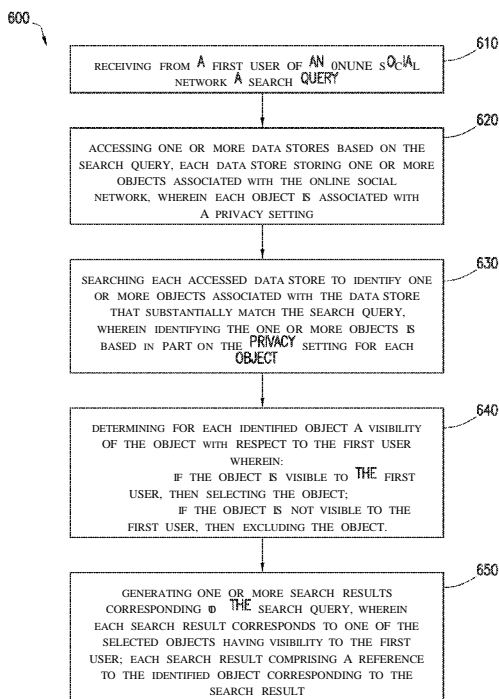 600
610
RECEIVING FROM A FIRST USER OF AN 0NUNE SOCIAL
NETWORK A SEARCH QUERY
620
ACCESSING ONE OR MORE DATA STORES BASED ON THE
SEARCH QUERY, EACH DATA STORE STORING ONE OR MORE
OBJECTS ASSOCIATED WITH THE ONLINE SOCIAL
NETWORK, WHEREIN EACH OBJECT IS ASSOCIATED WITH
A PRIVACY SETTING
630
SEARCHING EACH ACCESSED DATA STORE TO IDENTIFY ONE
OR MORE OBJECTS ASSOCIATED WITH THE DATA STORE
THAT SUBSTANTIALLY MATCH THE SEARCH QUERY,
WHEREIN IDENTIFYING THE ONE OR MORE OBJECTS IS
BASED IN PART ON THE PRIVACY SETTING FOR EACH
OBJECT
640
DETERMINING FOR EACH IDENTIFIED OBJECT A VISIBILITY
OF THE OBJECT WITH RESPECT TO THE FIRST USER
WHEREIN:
IF THE OBJECT IS VISIBLE TO THE FIRST
USER, THEN SELECTING THE OBJECT;
IF THE OBJECT IS NOT VISIBLE TO THE
FIRST USER, THEN EXCLUDING THE OBJECT.
650
GENERATING ONE OR MORE SEARCH RESULTS
CORRESPONDING TO THE SEARCH QUERY, WHEREIN
EACH SEARCH RESULT CORRESPONDS TO ONE OF THE
SELECTED OBJECTS HAVING VISIBILITY TO THE FIRST
USER; EACH SEARCH RESULT COMPRISING A REFERENCE
TO THE IDENTIFIED OBJECT CORRESPONDING TO THE
SEARCH RESULT